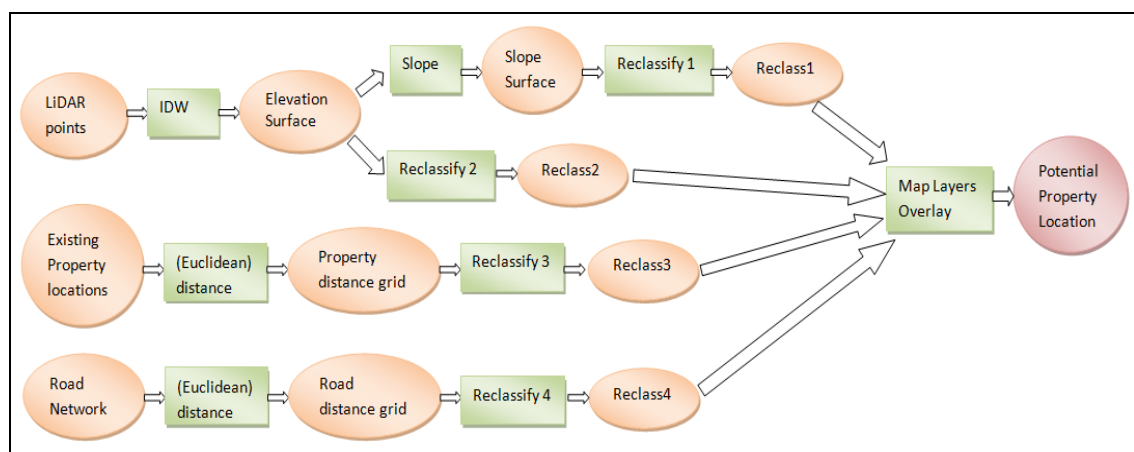 LiDAR
points
IDW
Elevation
Surface
Slope
Slope
Surface
Reclassify 1
Reclass1
Reclassify 2
Reclass2
Existing
Property
locations
(Euclidean)
distance
Property
distance grid
Reclassify 3
Reclass3
Road
Network
(Euclidean)
distance
Road
distance grid
Reclassify 4
Reclass4
Map Layers
Overlay
Potential
Property
Location